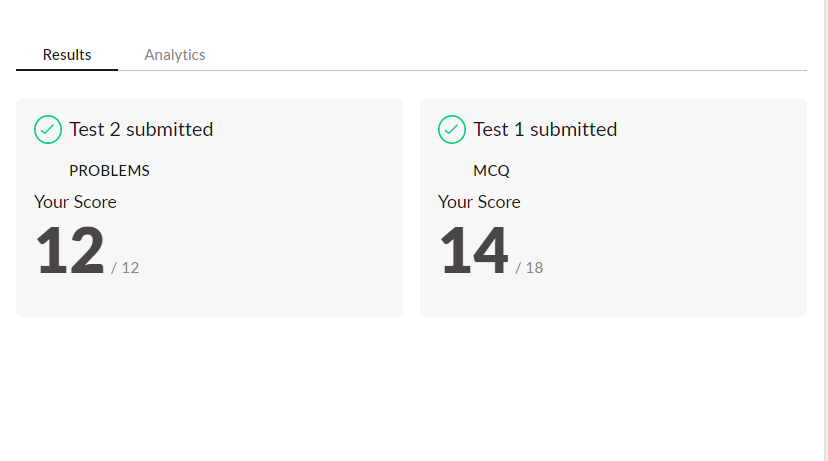 Results
Analytics
Test 2 submitted
PROBLEMS
Your Score
12 / 12
Test 1 submitted
MCQ
Your Score
14 / 18